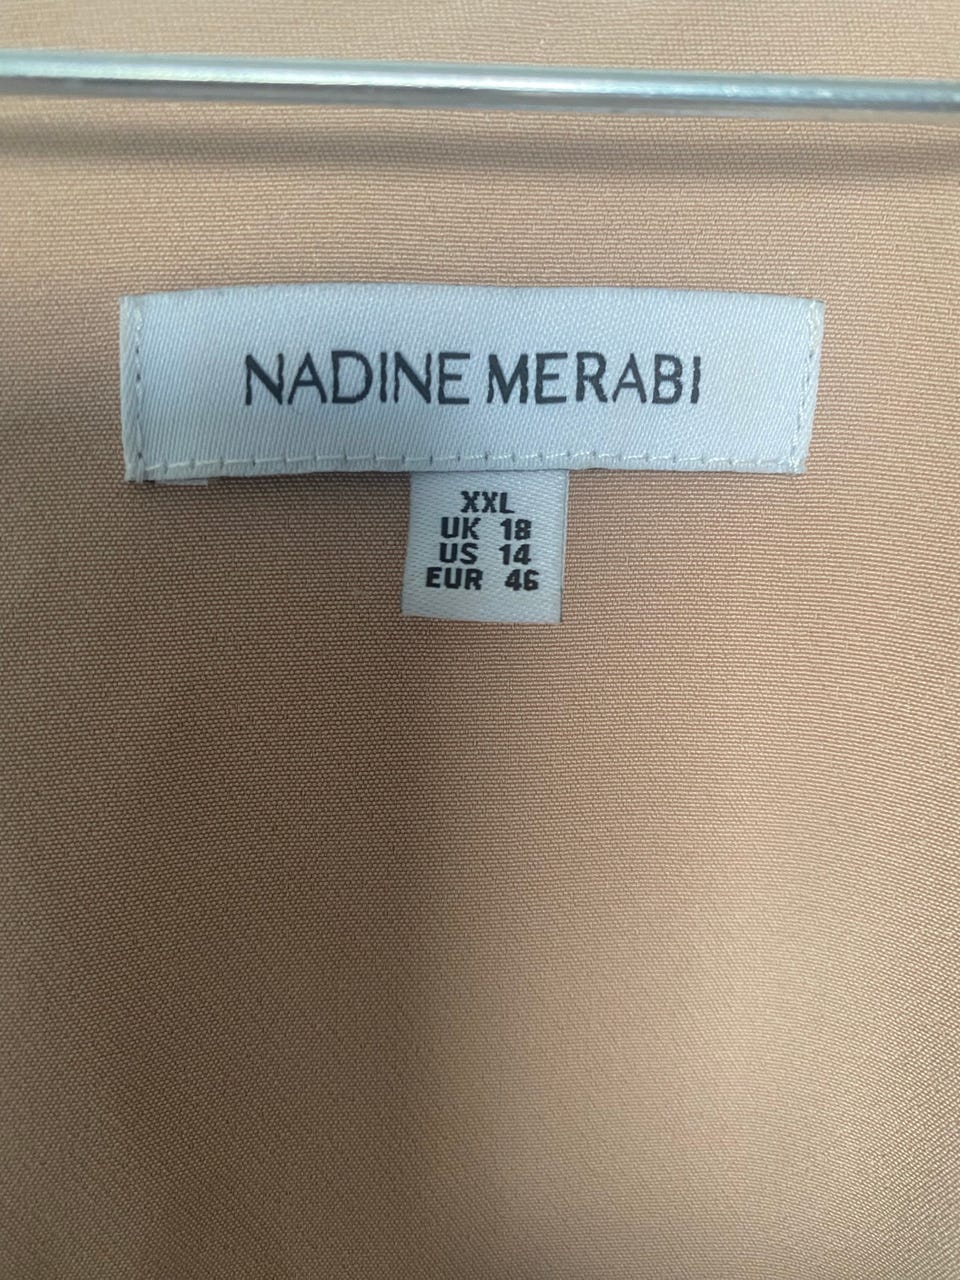 NADINE MERABI
XXL
UK 18
US 14
EUR 46